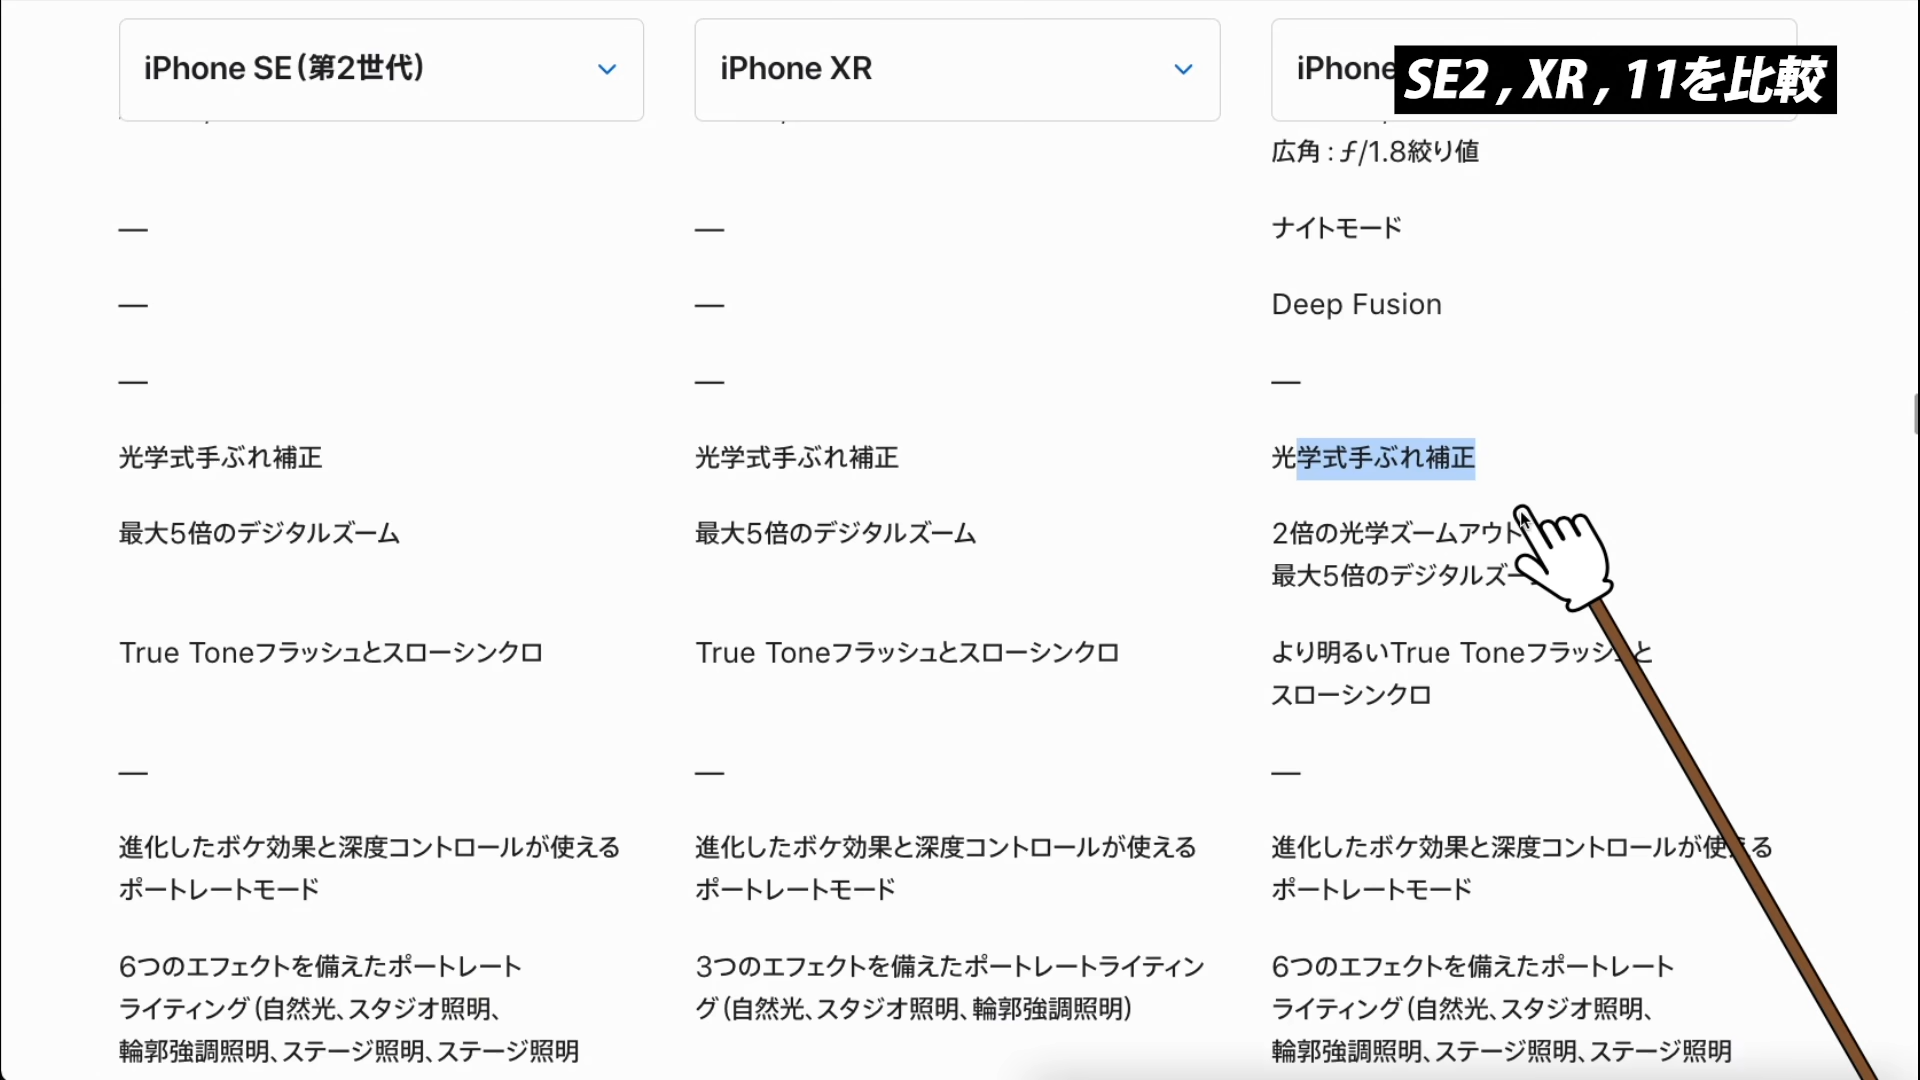 iPhone SE（第2世代）
iPhone XR
iPhone
SE2 , XR , 11を比較
広角：ƒ/1.8絞り値
—
—
ナイトモード
—
—
Deep Fusion
—
—
—
光学式手ぶれ補正
光学式手ぶれ補正
光学式手ぶれ補正
最大5倍のデジタルズーム
最大5倍のデジタルズーム
2倍の光学ズームアウト
最大5倍のデジタルズー
True Toneフラッシュとスローシンクロ
True Toneフラッシュとスローシンクロ
より明るいTrue Toneフラッシュと
スローシンクロ
—
—
—
進化したボケ効果と深度コントロールが使える
ポートレートモード
進化したボケ効果と深度コントロールが使える
ポートレートモード
進化したボケ効果と深度コントロールが使える
ポートレートモード
6つのエフェクトを備えたポートレート
ライティング（自然光、スタジオ照明、
輪郭強調照明、ステージ照明、ステージ照明
3つのエフェクトを備えたポートレートライティン
グ（自然光、スタジオ照明、輪郭強調照明）
6つのエフェクトを備えたポートレート
ライティング（自然光、スタジオ照明、
輪郭強調照明、ステージ照明、ステージ照明